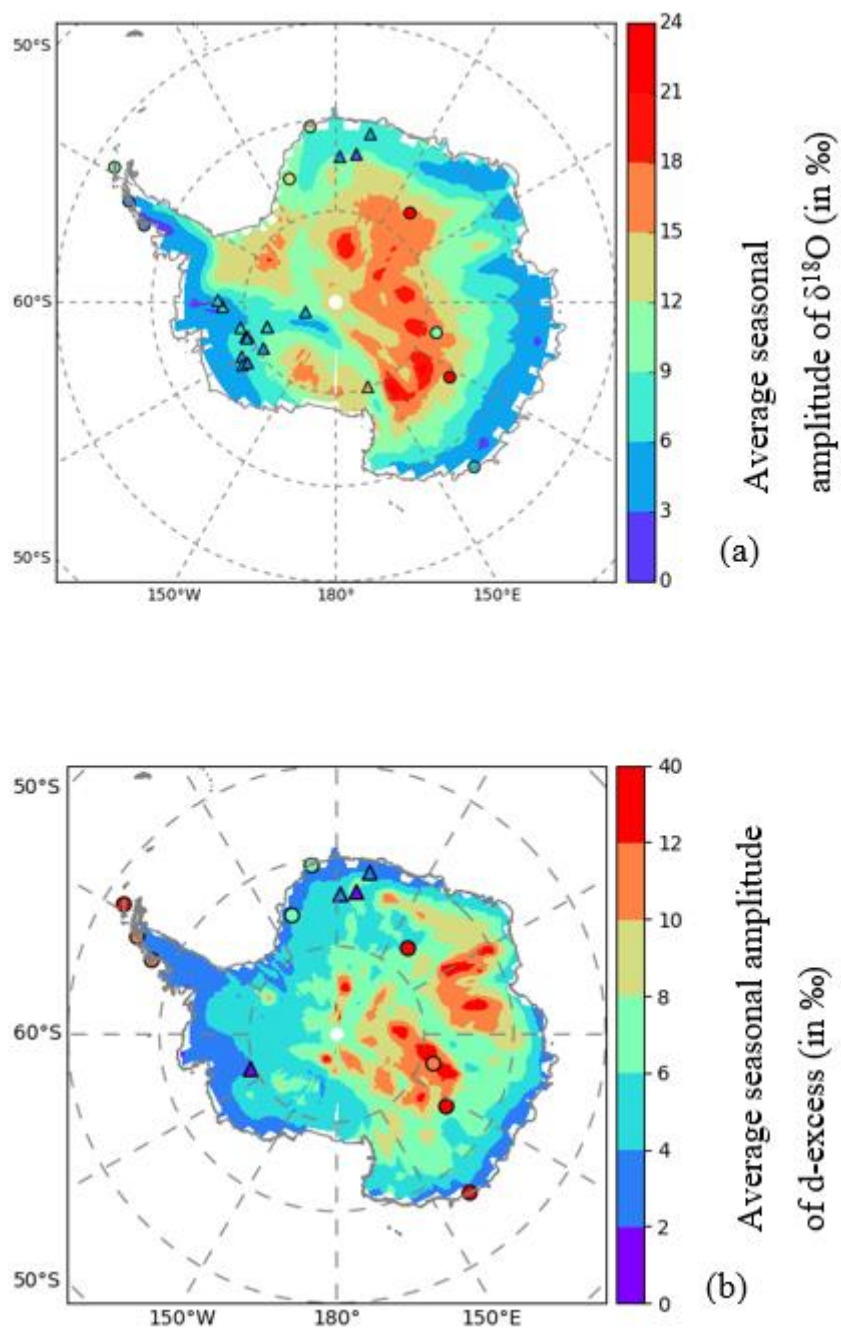 50°S
60°S
50°S
150°W 180° 150°E
24
21
18
15
12
9
6
3
0
Average seasonal
amplitude of δ¹⁸O (in ‰)
(a)
50°S
60°S
50°S
150°W 180° 150°E
40
12
10
8
6
4
2
0
Average seasonal amplitude
of d-excess (in ‰)
(b)